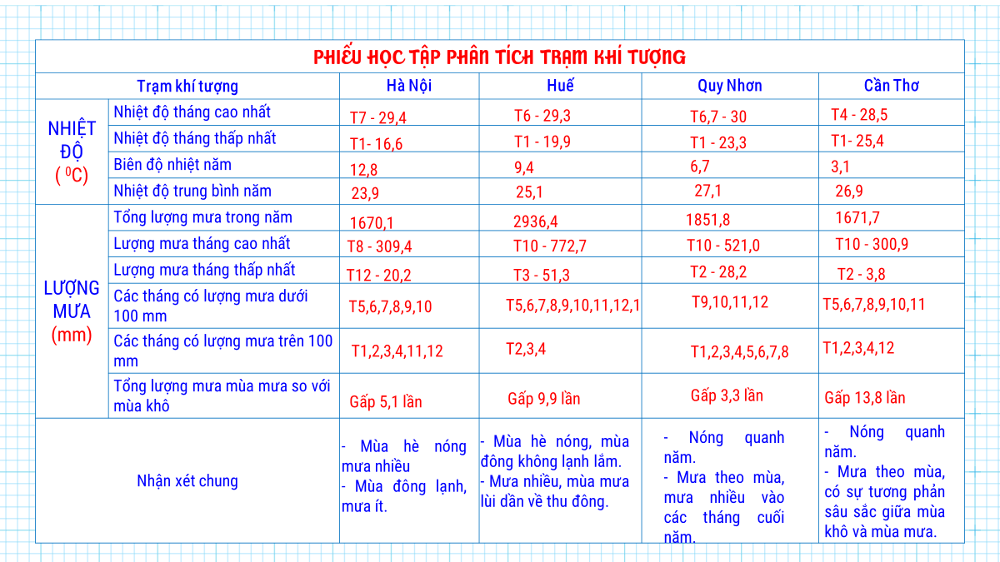 PHIẾU HỌC TẬP PHÂN TÍCH TRẠM KHÍ TƯỢNG
Trạm khí tượng Hà Nội Huế Quy Nhơn Cần Thơ
NHIỆT
ĐỘ
( ⁰C)
Nhiệt độ tháng cao nhất T7 - 29,4 T6 - 29,3 T6,7 - 30 T4 - 28,5
Nhiệt độ tháng thấp nhất T1- 16,6 T1 - 19,9 T1 - 23,3 T1- 25,4
Biên độ nhiệt năm 12,8 9,4 6,7 3,1
Nhiệt độ trung bình năm 23,9 25,1 27,1 26,9
LƯỢNG
MƯA
(mm)
Tổng lượng mưa trong năm 1670,1 2936,4 1851,8 1671,7
Lượng mưa tháng cao nhất T8 - 309,4 T10 - 772,7 T10 - 521,0 T10 - 300,9
Lượng mưa tháng thấp nhất T12 - 20,2 T3 - 51,3 T2 - 28,2 T2 - 3,8
Các tháng có lượng mưa dưới
100 mm
T5,6,7,8,9,10 T5,6,7,8,9,10,11,12,1 T9,10,11,12 T5,6,7,8,9,10,11
Các tháng có lượng mưa trên 100
mm
T1,2,3,4,11,12 T2,3,4 T1,2,3,4,5,6,7,8 T1,2,3,4,12
Tổng lượng mưa mùa mưa so với
mùa khô
Gấp 5,1 lần Gấp 9,9 lần Gấp 3,3 lần Gấp 13,8 lần
Nhận xét chung
- Mùa hè nóng
mưa nhiều
- Mùa đông lạnh,
mưa ít.
- Mùa hè nóng, mùa
đông không lạnh lắm.
- Mưa nhiều, mùa mưa
lùi dần về thu đông.
- Nóng quanh
năm.
- Mưa theo mùa,
mưa nhiều vào
các tháng cuối
năm.
- Nóng quanh
năm.
- Mưa theo mùa,
có sự tương phản
sâu sắc giữa mùa
khô và mùa mưa.